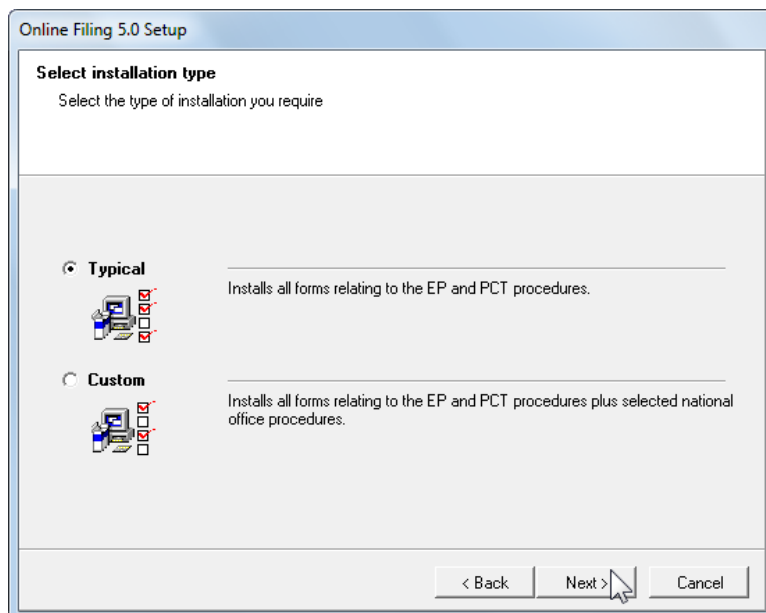 Online Filing 5.0 Setup
Select installation type
Select the type of installation you require
Typical
Installs all forms relating to the EP and PCT procedures.
Custom
Installs all forms relating to the EP and PCT procedures plus selected national
office procedures.
< Back
Next >
Cancel